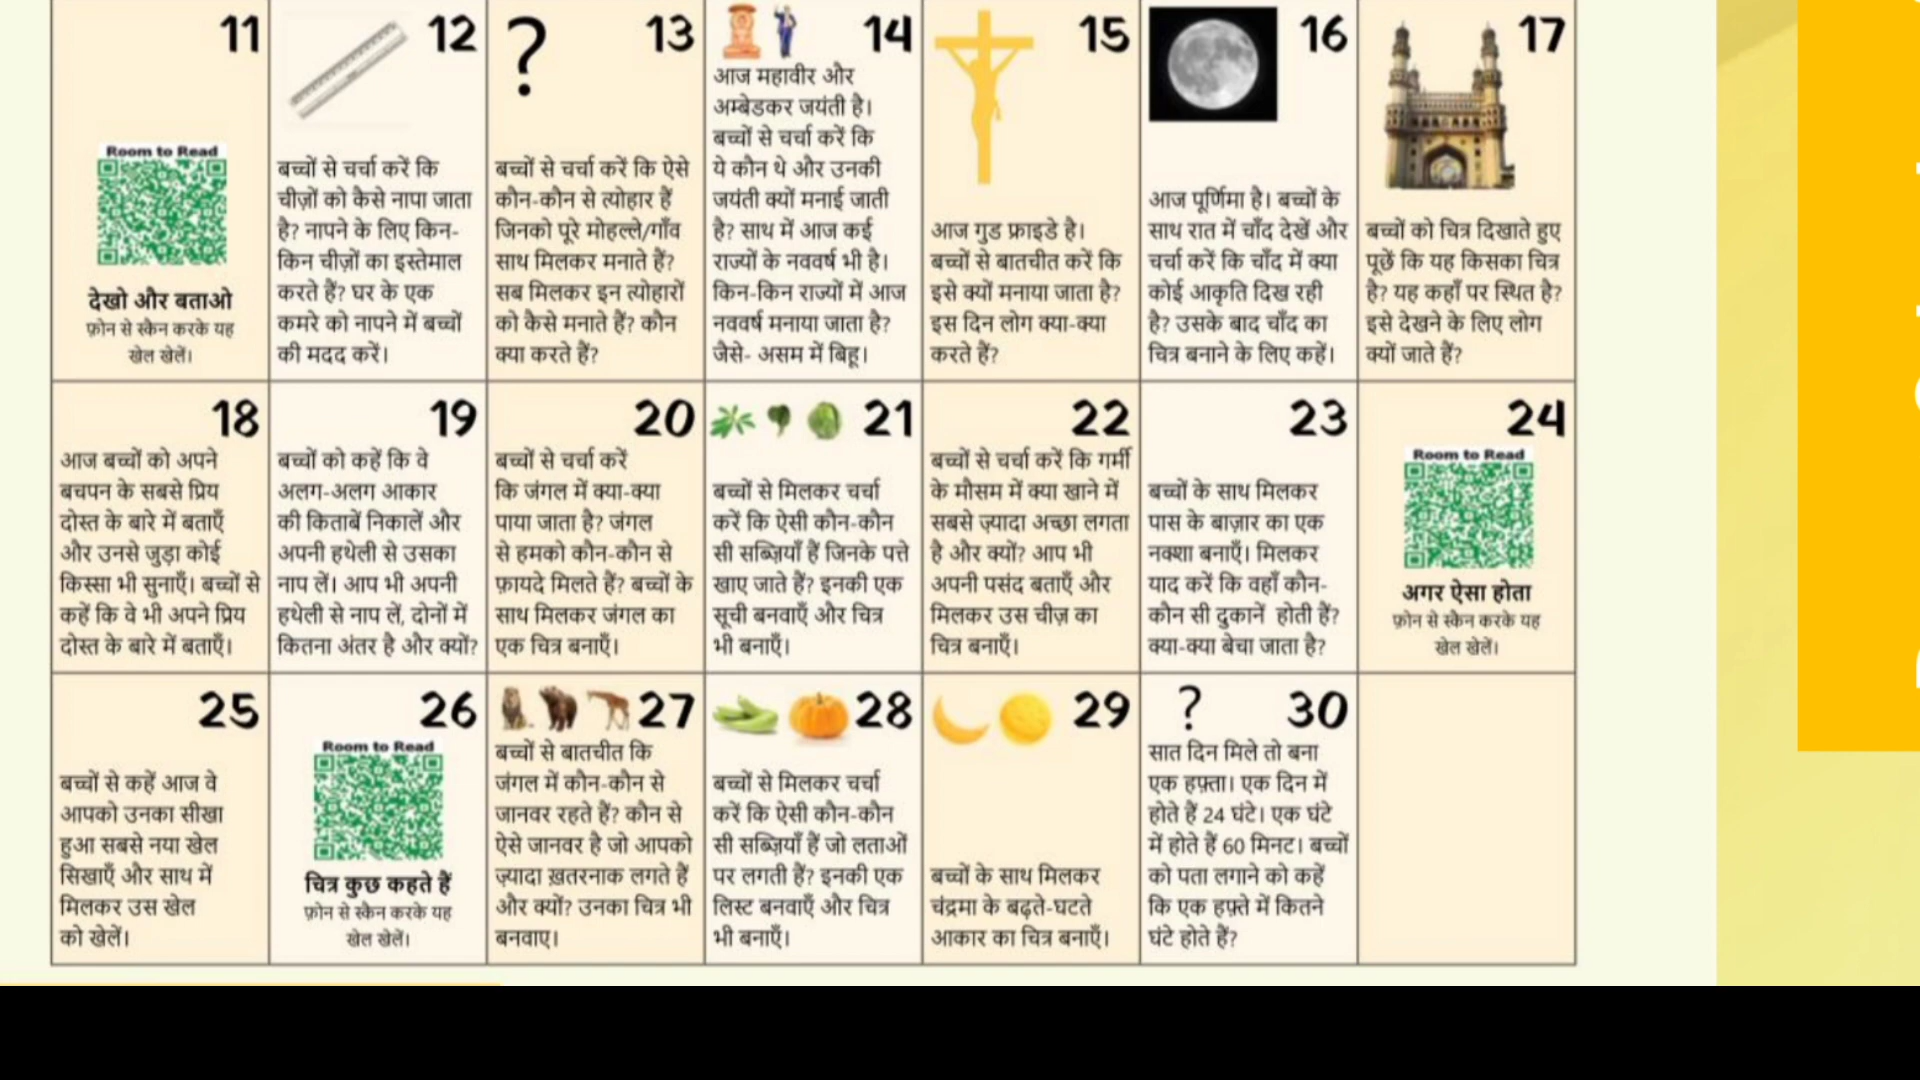 11
Room to Read
देखो और बताओ
फ़ोन से स्कैन करके यह
खेल खेलें।
12
बच्चों से चर्चा करें कि
चीज़ों को कैसे नापा जाता
है? नापने के लिए किन-
किन चीज़ों का इस्तेमाल
करते हैं? घर के एक
कमरे को नापने में बच्चों
की मदद करें।
?
13
बच्चों से चर्चा करें कि ऐसे
कौन-कौन से त्योहार हैं
जिनको पूरे मोहल्ले/गाँव
साथ मिलकर मनाते हैं?
सब मिलकर इन त्योहारों
को कैसे मनाते हैं? कौन
क्या करते हैं?
14
आज महावीर और
अम्बेडकर जयंती है।
बच्चों से चर्चा करें कि
ये कौन थे और उनकी
जयंती क्यों मनाई जाती
है? साथ में आज कई
राज्यों के नववर्ष भी है।
किन-किन राज्यों में आज
नववर्ष मनाया जाता है?
जैसे- असम में बिहू।
15
आज गुड फ्राइडे है।
बच्चों से बातचीत करें कि
इसे क्यों मनाया जाता है?
इस दिन लोग क्या-क्या
करते हैं?
16
आज पूर्णिमा है। बच्चों के
साथ रात में चाँद देखें और
चर्चा करें कि चाँद में क्या
कोई आकृति दिख रही
है? उसके बाद चाँद का
चित्र बनाने के लिए कहें।
17
बच्चों को चित्र दिखाते हुए
पूछें कि यह किसका चित्र
है? यह कहाँ पर स्थित है?
इसे देखने के लिए लोग
क्यों जाते हैं?
18
आज बच्चों को अपने
बचपन के सबसे प्रिय
दोस्त के बारे में बताएँ
और उनसे जुड़ा कोई
किस्सा भी सुनाएँ। बच्चों से
कहें कि वे भी अपने प्रिय
दोस्त के बारे में बताएँ।
19
बच्चों को कहें कि वे
अलग-अलग आकार
की किताबें निकालें और
अपनी हथेली से उसका
नाप लें। आप भी अपनी
हथेली से नाप लें, दोनों में
कितना अंतर है और क्यों?
20
बच्चों से चर्चा करें
कि जंगल में क्या-क्या
पाया जाता है? जंगल
से हमको कौन-कौन से
फ़ायदे मिलते हैं? बच्चों के
साथ मिलकर जंगल का
एक चित्र बनाएँ।
21
बच्चों से मिलकर चर्चा
करें कि ऐसी कौन-कौन
सी सब्ज़ियाँ हैं जिनके पत्ते
खाए जाते हैं? इनकी एक
सूची बनवाएँ और चित्र
भी बनाएँ।
22
बच्चों से चर्चा करें कि गर्मी
के मौसम में क्या खाने में
सबसे ज़्यादा अच्छा लगता
है और क्यों? आप भी
अपनी पसंद बताएँ और
मिलकर उस चीज़ का
चित्र बनाएँ।
23
बच्चों के साथ मिलकर
पास के बाज़ार का एक
नक्शा बनाएँ। मिलकर
याद करें कि वहाँ कौन-
कौन सी दुकानें होती हैं?
क्या-क्या बेचा जाता है?
24
Room to Read
अगर ऐसा होता
फ़ोन से स्कैन करके यह
खेल खेलें।
25
बच्चों से कहें आज वे
आपको उनका सीखा
हुआ सबसे नया खेल
सिखाएँ और साथ में
मिलकर उस खेल
को खेलें।
26
Room to Read
चित्र कुछ कहते हैं
फ़ोन से स्कैन करके यह
खेल खेलें।
27
बच्चों से बातचीत कि
जंगल में कौन-कौन से
जानवर रहते हैं? कौन से
ऐसे जानवर है जो आपको
ज़्यादा ख़तरनाक लगते हैं
और क्यों? उनका चित्र भी
बनवाए।
28
बच्चों से मिलकर चर्चा
करें कि ऐसी कौन-कौन
सी सब्ज़ियाँ हैं जो लताओं
पर लगती हैं? इनकी एक
लिस्ट बनवाएँ और चित्र
भी बनाएँ।
29
बच्चों के साथ मिलकर
चंद्रमा के बढ़ते-घटते
आकार का चित्र बनाएँ।
?
30
सात दिन मिले तो बना
एक हफ़्ता। एक दिन में
होते हैं 24 घंटे। एक घंटे
में होते हैं 60 मिनट। बच्चों
को पता लगाने को कहें
कि एक हफ़्ते में कितने
घंटे होते हैं?